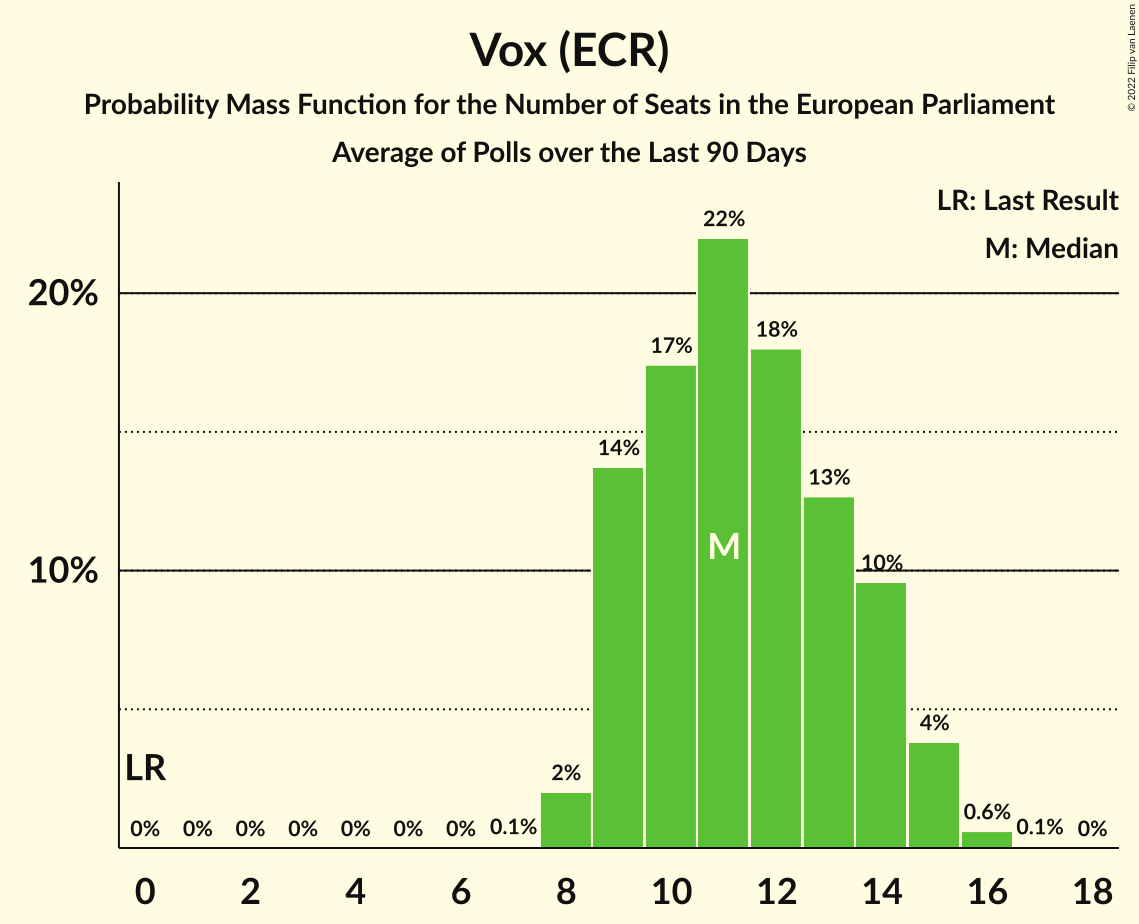 Vox (ECR)
Probability Mass Function for the Number of Seats in the European Parliament
Average of Polls over the Last 90 Days
© 2022 Filip van Laenen
LR: Last Result
M: Median
20%
10%
22%
18%
17%
14%
13%
10%
4%
2%
0.6%
M
LR
0% 0% 0% 0% 0% 0% 0% 0.1% 0.1% 0%
0 2 4 6 8 10 12 14 16 18